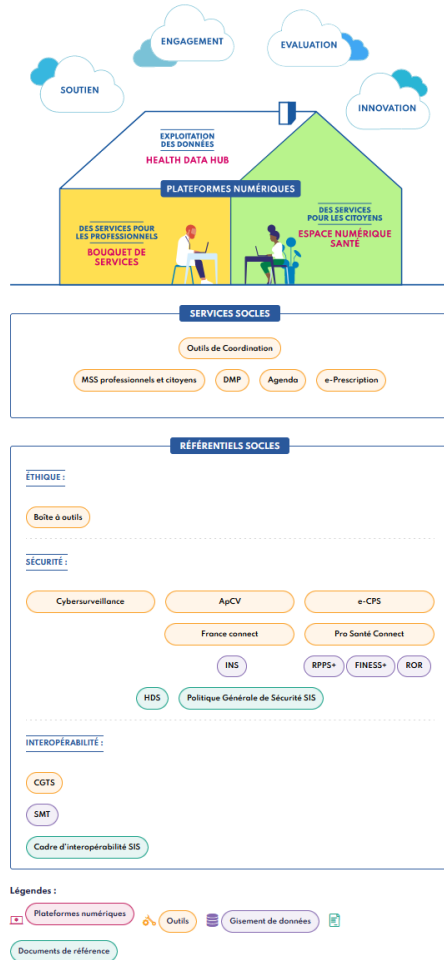 ENGAGEMENT
EVALUATION
SOUTIEN
INNOVATION
EXPLOITATION
DES DONNÉES
HEALTH DATA HUB
PLATEFORMES NUMÉRIQUES
DES SERVICES POUR
LES PROFESSIONNELS
BOUQUET DE
SERVICES
DES SERVICES
POUR LES CITOYENS
ESPACE NUMÉRIQUE
SANTÉ
SERVICES SOCLES
Outils de Coordination
MSS professionnels et citoyens DMP Agenda e-Prescription
RÉFÉRENTIELS SOCLES
ÉTHIQUE :
Boîte à outils
SÉCURITÉ :
Cybersurveillance ApCV e-CPS
France connect Pro Santé Connect
INS RPPS+ FINESS+ ROR
HDS Politique Générale de Sécurité SIS
INTEROPÉRABILITÉ :
CGTS
SMT
Cadre d'interopérabilité SIS
Légendes :
Plateformes numériques Outils Gisement de données
Documents de référence